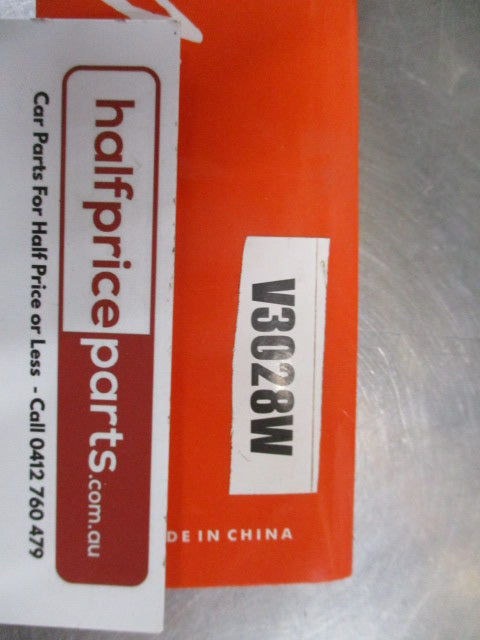 halfpriceparts.com.au
Car Parts For Half Price or Less - Call 0412 760 479
V3028W
DE IN CHINA